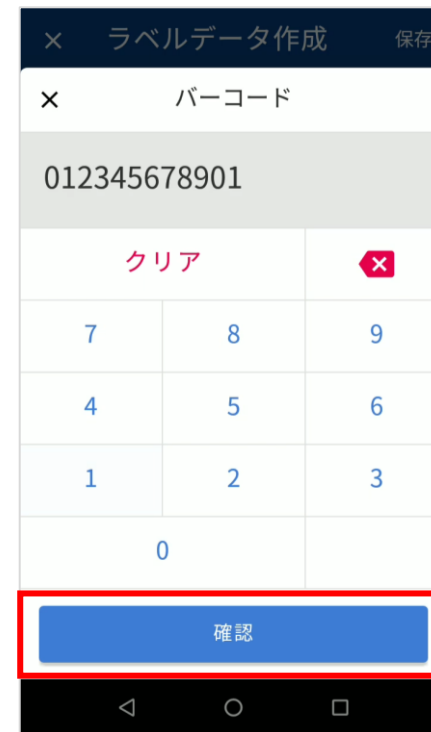 × ラベルデータ作成 保存
× バーコード
012345678901
クリア
7 8 9
4 5 6
1 2 3
0
確認